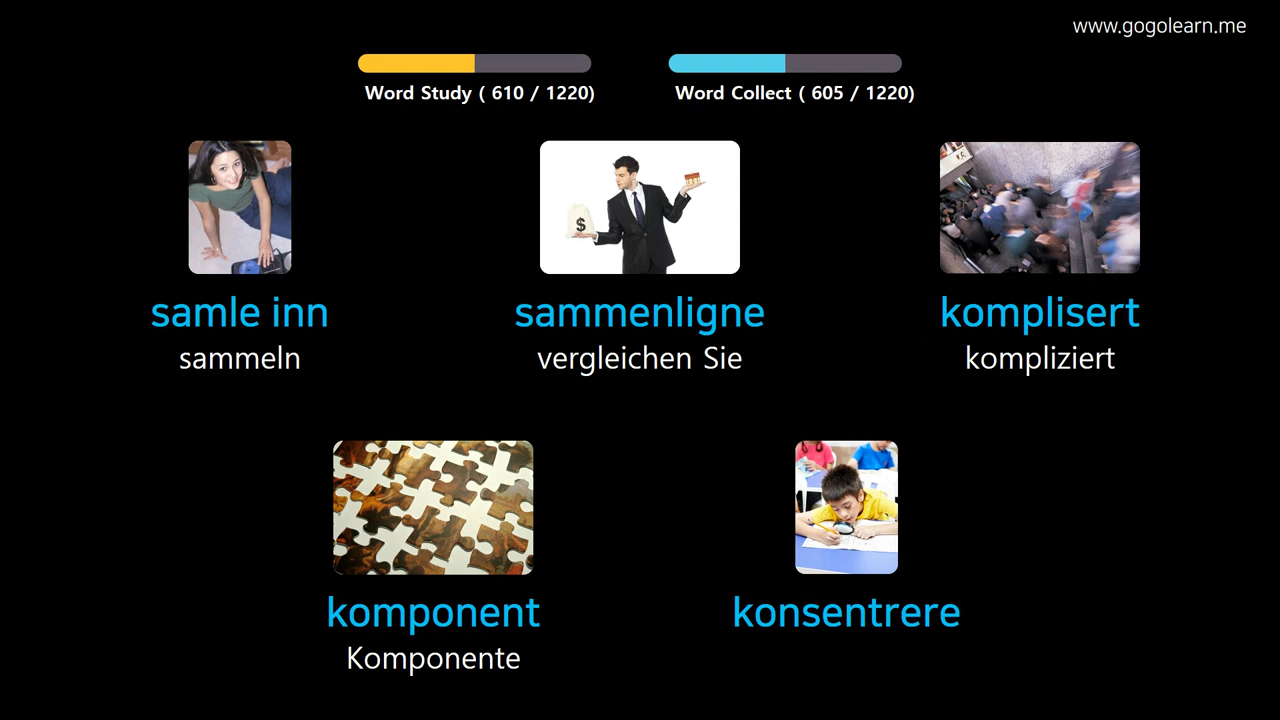 www.gogolearn.me
Word Study ( 610 / 1220)
Word Collect ( 605 / 1220)
samle inn
sammeln
sammenligne
vergleichen Sie
komplisert
kompliziert
komponent
Komponente
konsentrere